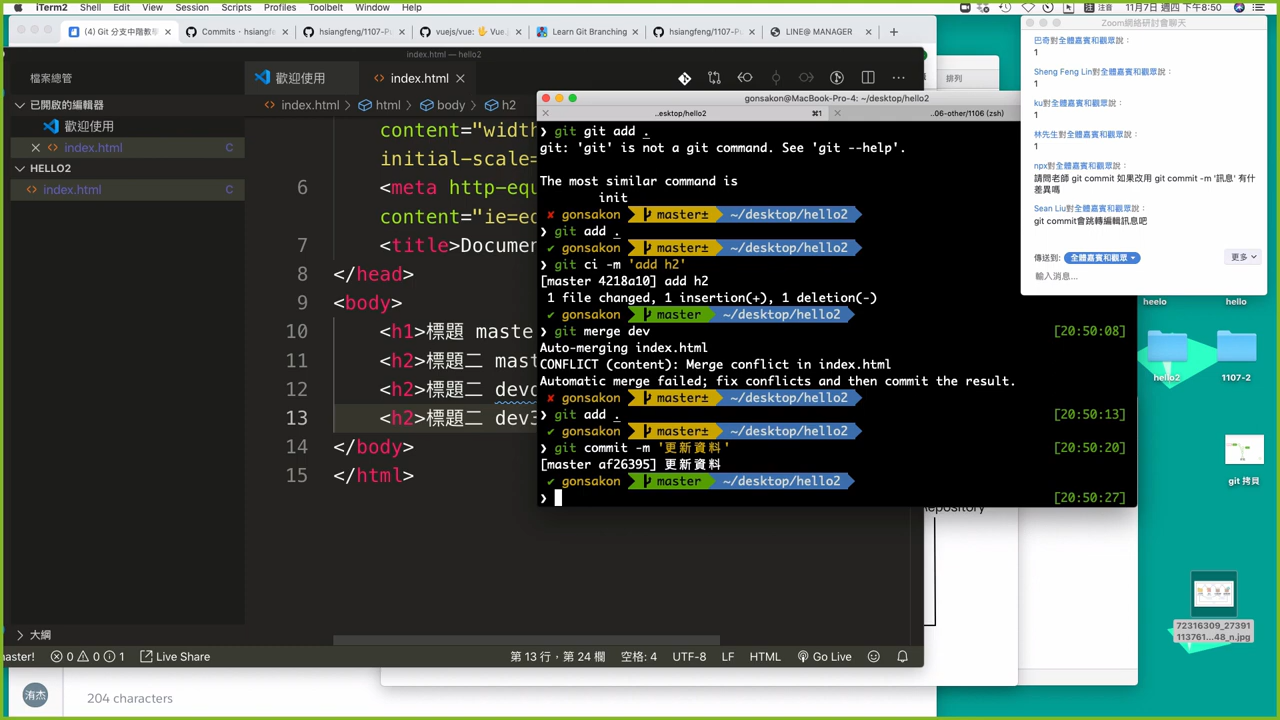 iTerm2 Shell Edit View Session Scripts Profiles Toolbelt Window Help
注音 11月7日 週四 下午8:50
(4) Git 分支中階教
Commits · hsiangfe
hsiangfeng/1107-Pu
vuejs/vue: 🖖 Vue.j
Learn Git Branching
hsiangfeng/1107-Pu
LINE@ MANAGER
index.html — hello2
檔案總管
已開啟的編輯器
歡迎使用
index.html C
HELLO2
index.html C
大綱
歡迎使用
index.html
index.html > html > body > h2
content="width
initial-scale=
6 <meta http-equ
content="ie=ed
7 <title>Documen
8 </head>
9 <body>
10 <h1>標題 master
11 <h2>標題二 mast
12 <h2>標題二 devc
13 <h2>標題二 dev3
14 </body>
15 </html>
master! 0 0 1 Live Share
第 13 行，第 24 欄 空格: 4 UTF-8 LF HTML Go Live
洧杰
204 characters
排列
gonsakon@MacBook-Pro-4: ~/desktop/hello2
..esktop/hello2 ⌘1
..06-other/1106 (zsh)
❯ git git add .
git: 'git' is not a git command. See 'git --help'.
The most similar command is
init
✘ gonsakon master± ~/desktop/hello2
❯ git add .
✔ gonsakon master± ~/desktop/hello2
❯ git ci -m 'add h2'
[master 4218a10] add h2
1 file changed, 1 insertion(+), 1 deletion(-)
✔ gonsakon master ~/desktop/hello2
❯ git merge dev [20:50:08]
Auto-merging index.html
CONFLICT (content): Merge conflict in index.html
Automatic merge failed; fix conflicts and then commit the result.
✘ gonsakon master± ~/desktop/hello2
❯ git add . [20:50:13]
✔ gonsakon master± ~/desktop/hello2
❯ git commit -m '更新資料' [20:50:20]
[master af26395] 更新資料
✔ gonsakon master ~/desktop/hello2
❯ [20:50:27]
Zoom網絡研討會聊天
巴奇對全體嘉賓和觀眾說：
1
Sheng Feng Lin對全體嘉賓和觀眾說：
1
ku對全體嘉賓和觀眾說：
1
林先生對全體嘉賓和觀眾說：
1
npx對全體嘉賓和觀眾說：
請問老師 git commit 如果改用 git commit -m '訊息' 有什
差異嗎
Sean Liu對全體嘉賓和觀眾說：
git commit會跳轉編輯訊息吧
傳送到: 全體嘉賓和觀眾 更多
輸入消息...
heelo
hello
hello2
1107-2
git 拷貝
72316309_27391
113761...48_n.jpg